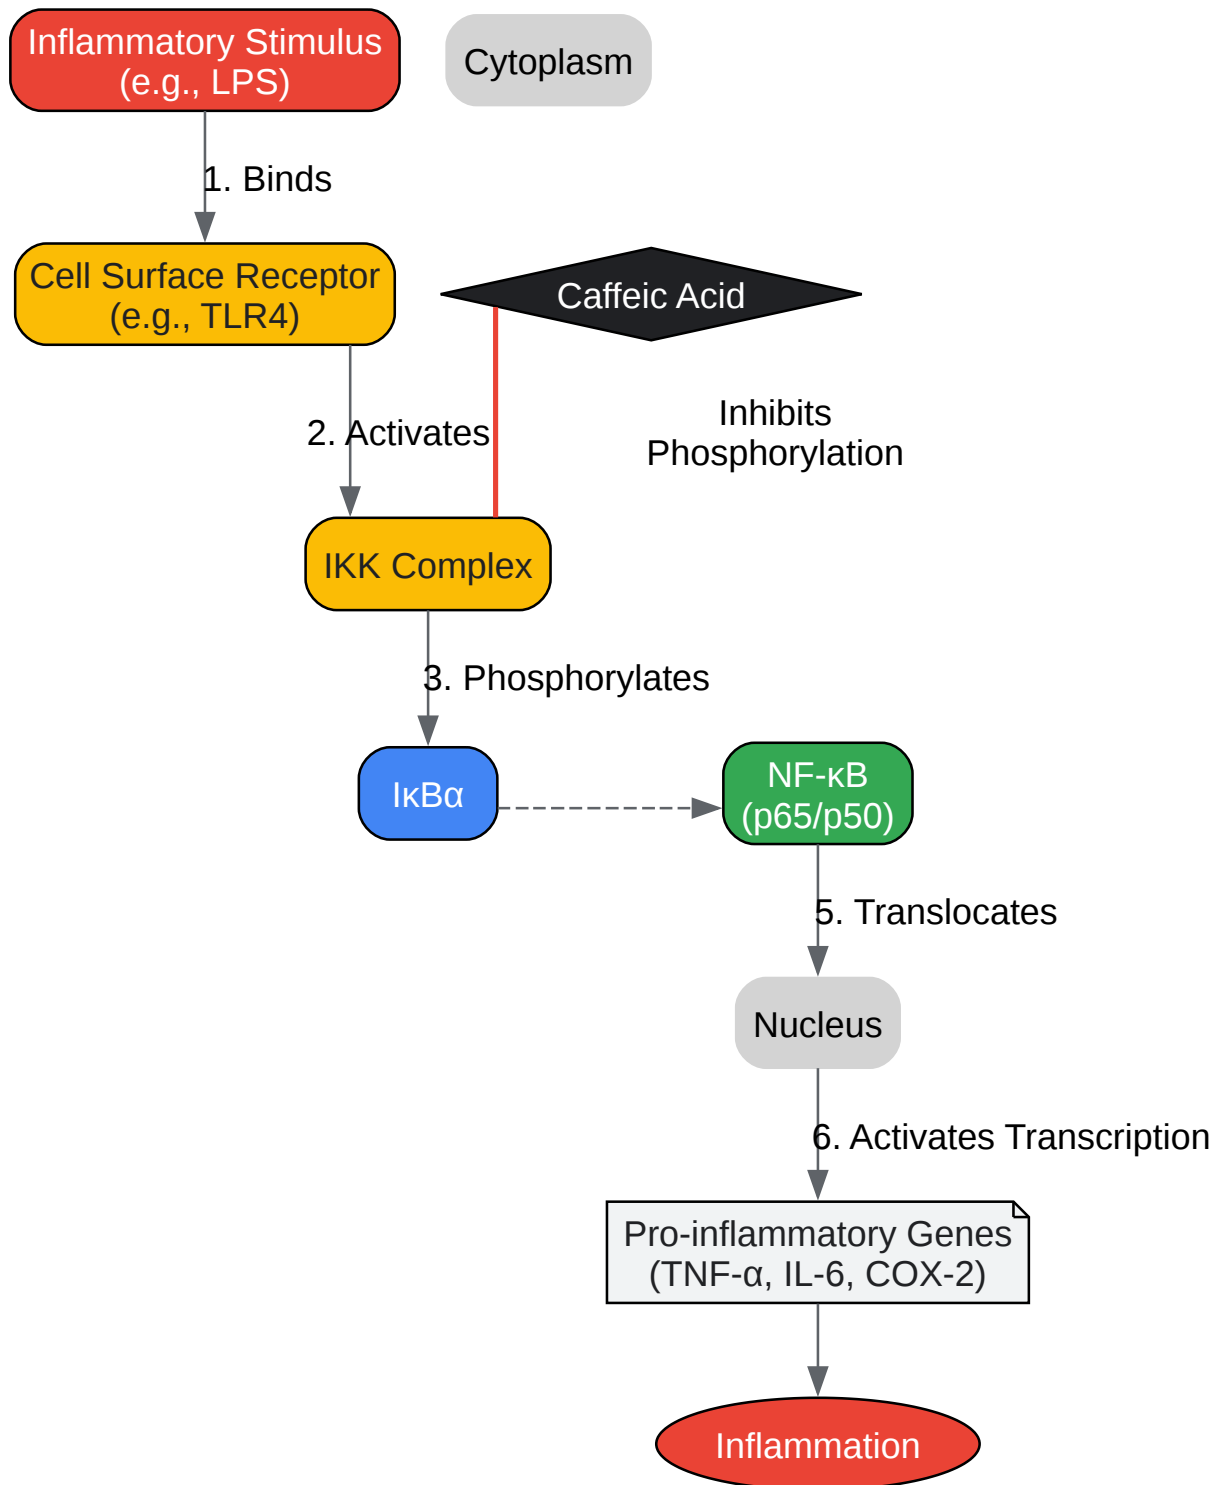 Inflammatory Stimulus
(e.g., LPS)
Cytoplasm
1. Binds
Cell Surface Receptor
(e.g., TLR4)
Caffeic Acid
2. Activates
Inhibits
Phosphorylation
IKK Complex
3. Phosphorylates
IκBα
NF-κB
(p65/p50)
5. Translocates
Nucleus
6. Activates Transcription
Pro-inflammatory Genes
(TNF-α, IL-6, COX-2)
Inflammation